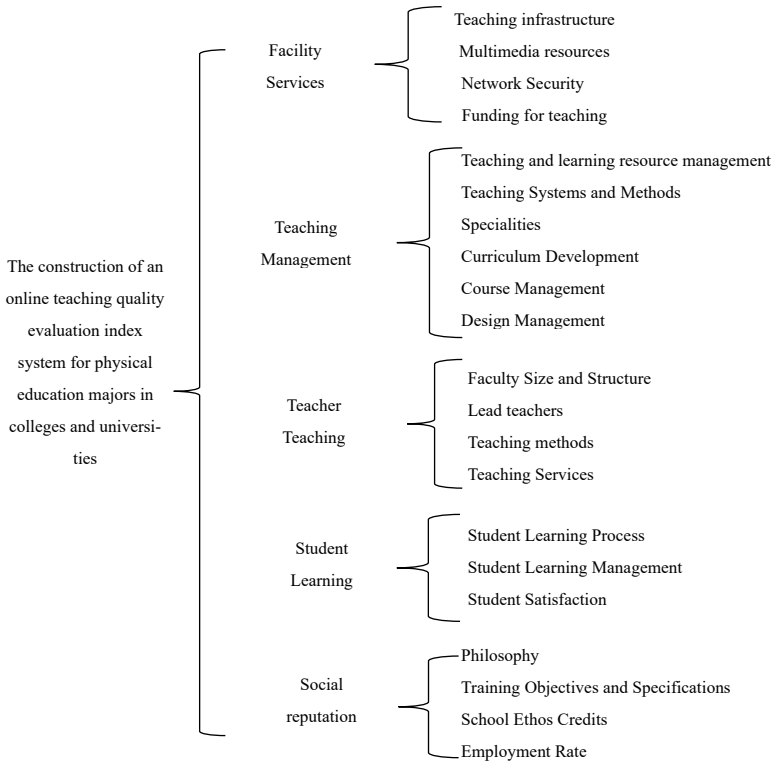 The construction of an
online teaching quality
evaluation index
system for physical
education majors in
colleges and universi-
ties
Facility
Services
Teaching infrastructure
Multimedia resources
Network Security
Funding for teaching
Teaching
Management
Teaching and learning resource management
Teaching Systems and Methods
Specialities
Curriculum Development
Course Management
Design Management
Teacher
Teaching
Faculty Size and Structure
Lead teachers
Teaching methods
Teaching Services
Student
Learning
Student Learning Process
Student Learning Management
Student Satisfaction
Social
reputation
Philosophy
Training Objectives and Specifications
School Ethos Credits
Employment Rate